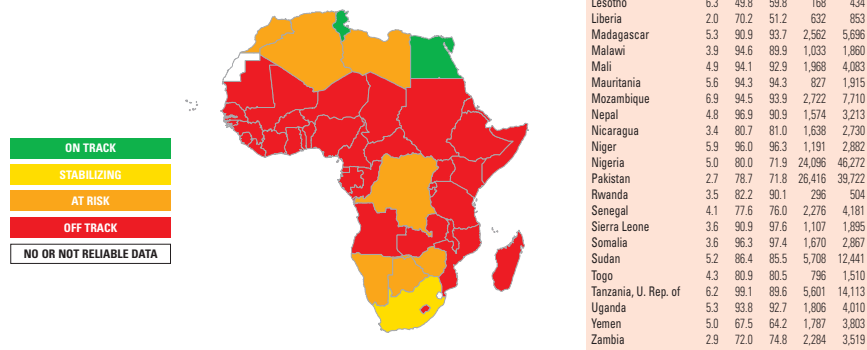 ON TRACK
STABILIZING
AT RISK
OFF TRACK
NO OR NOT RELIABLE DATA
Lesotho 6.3 49.8 59.8 168 434
Liberia 2.0 70.2 51.2 632 853
Madagascar 5.3 90.9 93.7 2,562 5,696
Malawi 3.9 94.6 89.9 1,033 1,860
Mali 4.9 94.1 92.9 1,968 4,083
Mauritania 5.6 94.3 94.3 827 1,915
Mozambique 6.9 94.5 93.9 2,722 7,710
Nepal 4.8 96.9 90.9 1,574 3,213
Nicaragua 3.4 80.7 81.0 1,638 2,730
Niger 5.9 96.0 96.3 1,191 2,882
Nigeria 5.0 80.0 71.9 24,096 46,272
Pakistan 2.7 78.7 71.8 26,416 39,722
Rwanda 3.5 82.2 90.1 296 504
Senegal 4.1 77.6 76.0 2,276 4,181
Sierra Leone 3.6 90.9 97.6 1,107 1,895
Somalia 3.6 96.3 97.4 1,670 2,867
Sudan 5.2 86.4 85.5 5,708 12,441
Togo 4.3 80.9 80.5 796 1,510
Tanzania, U. Rep. of 6.2 99.1 89.6 5,601 14,113
Uganda 5.3 93.8 92.7 1,806 4,010
Yemen 5.0 67.5 64.2 1,787 3,803
Zambia 2.9 72.0 74.8 2,284 3,519